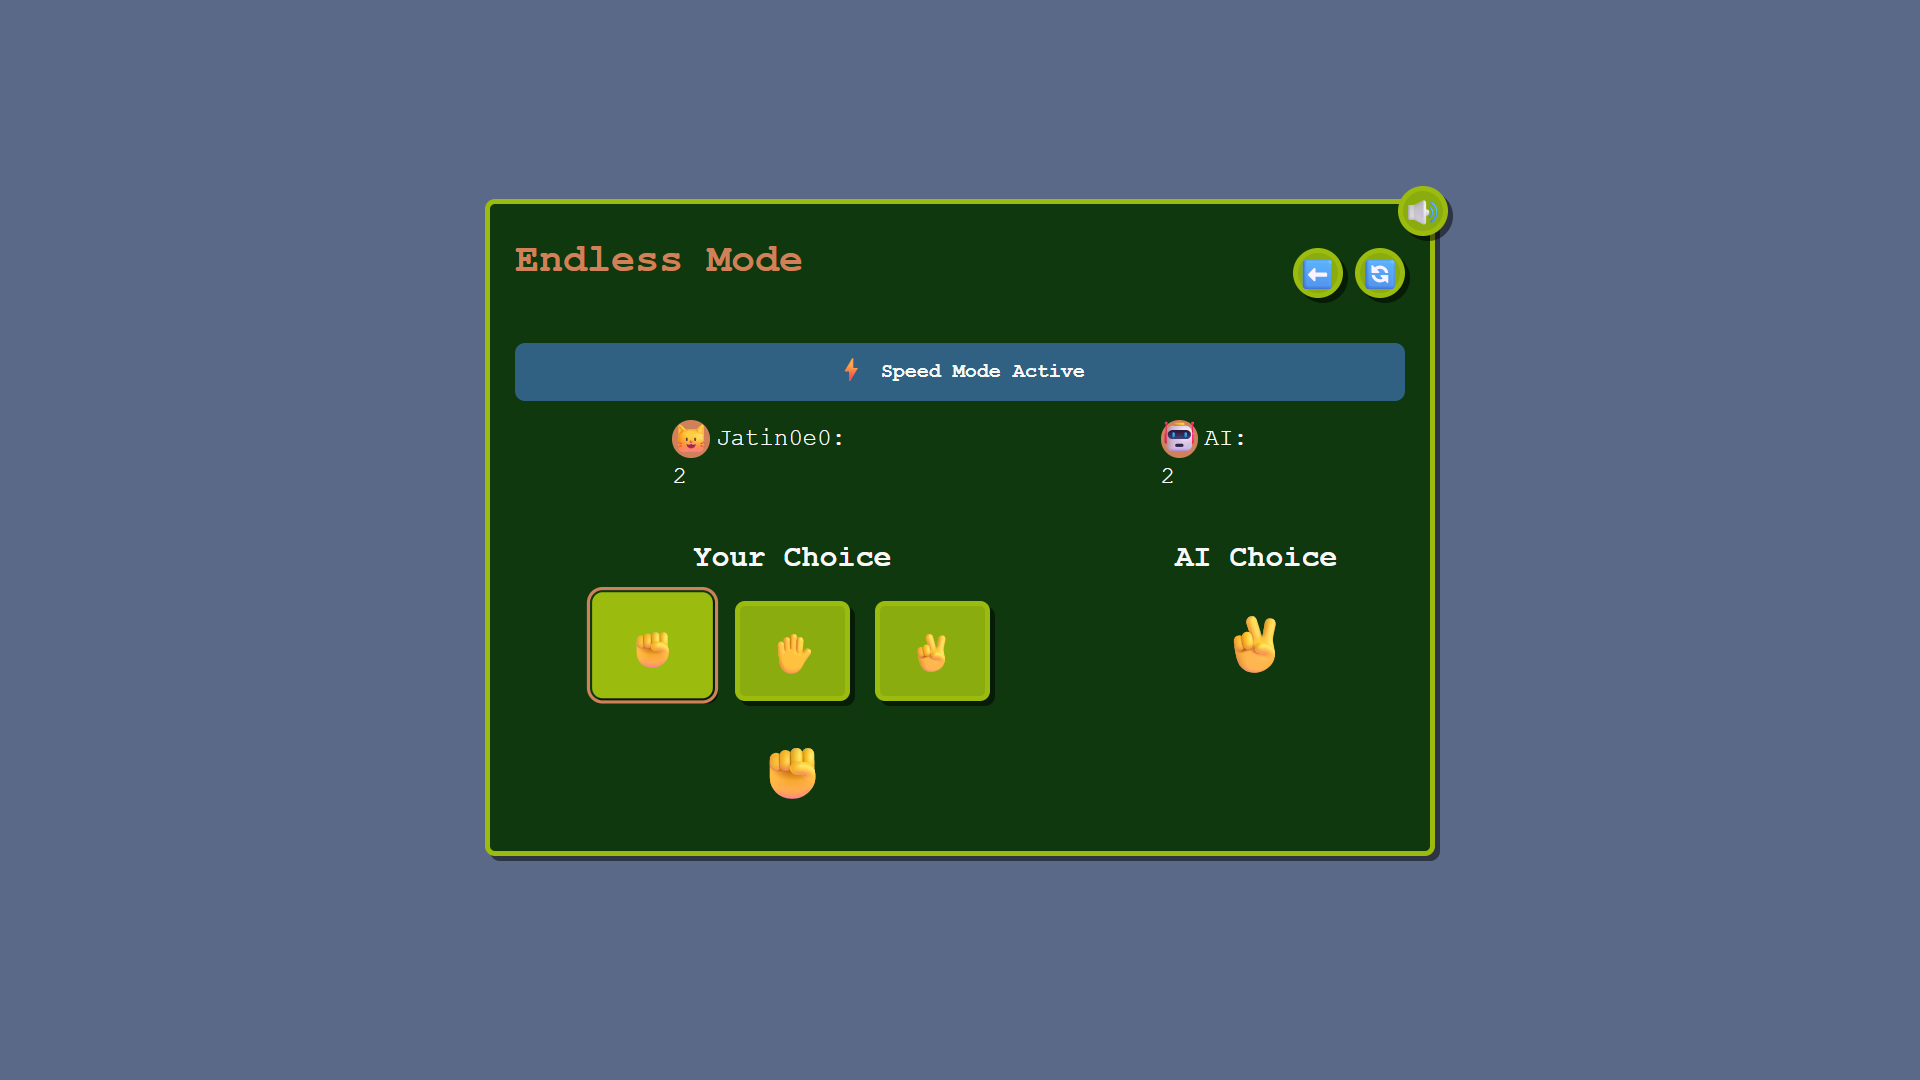 Endless Mode
Speed Mode Active
Jatin0e0:
2
AI:
2
Your Choice
AI Choice